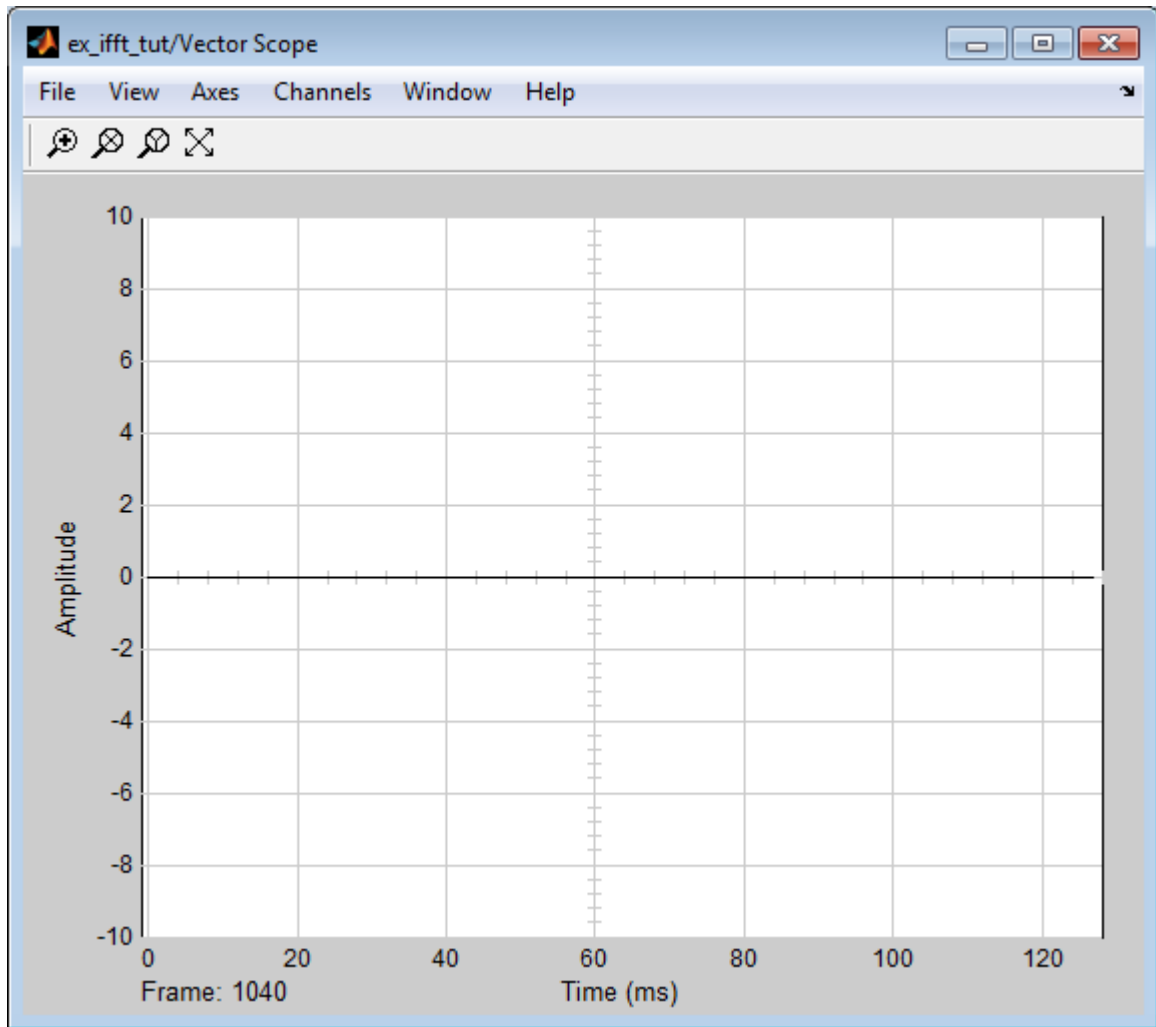 ex_ifft_tut/Vector Scope
File View Axes Channels Window Help
10
8
6
4
2
0
-2
-4
-6
-8
-10
Amplitude
0 20 40 60 80 100 120
Frame: 1040 Time (ms)